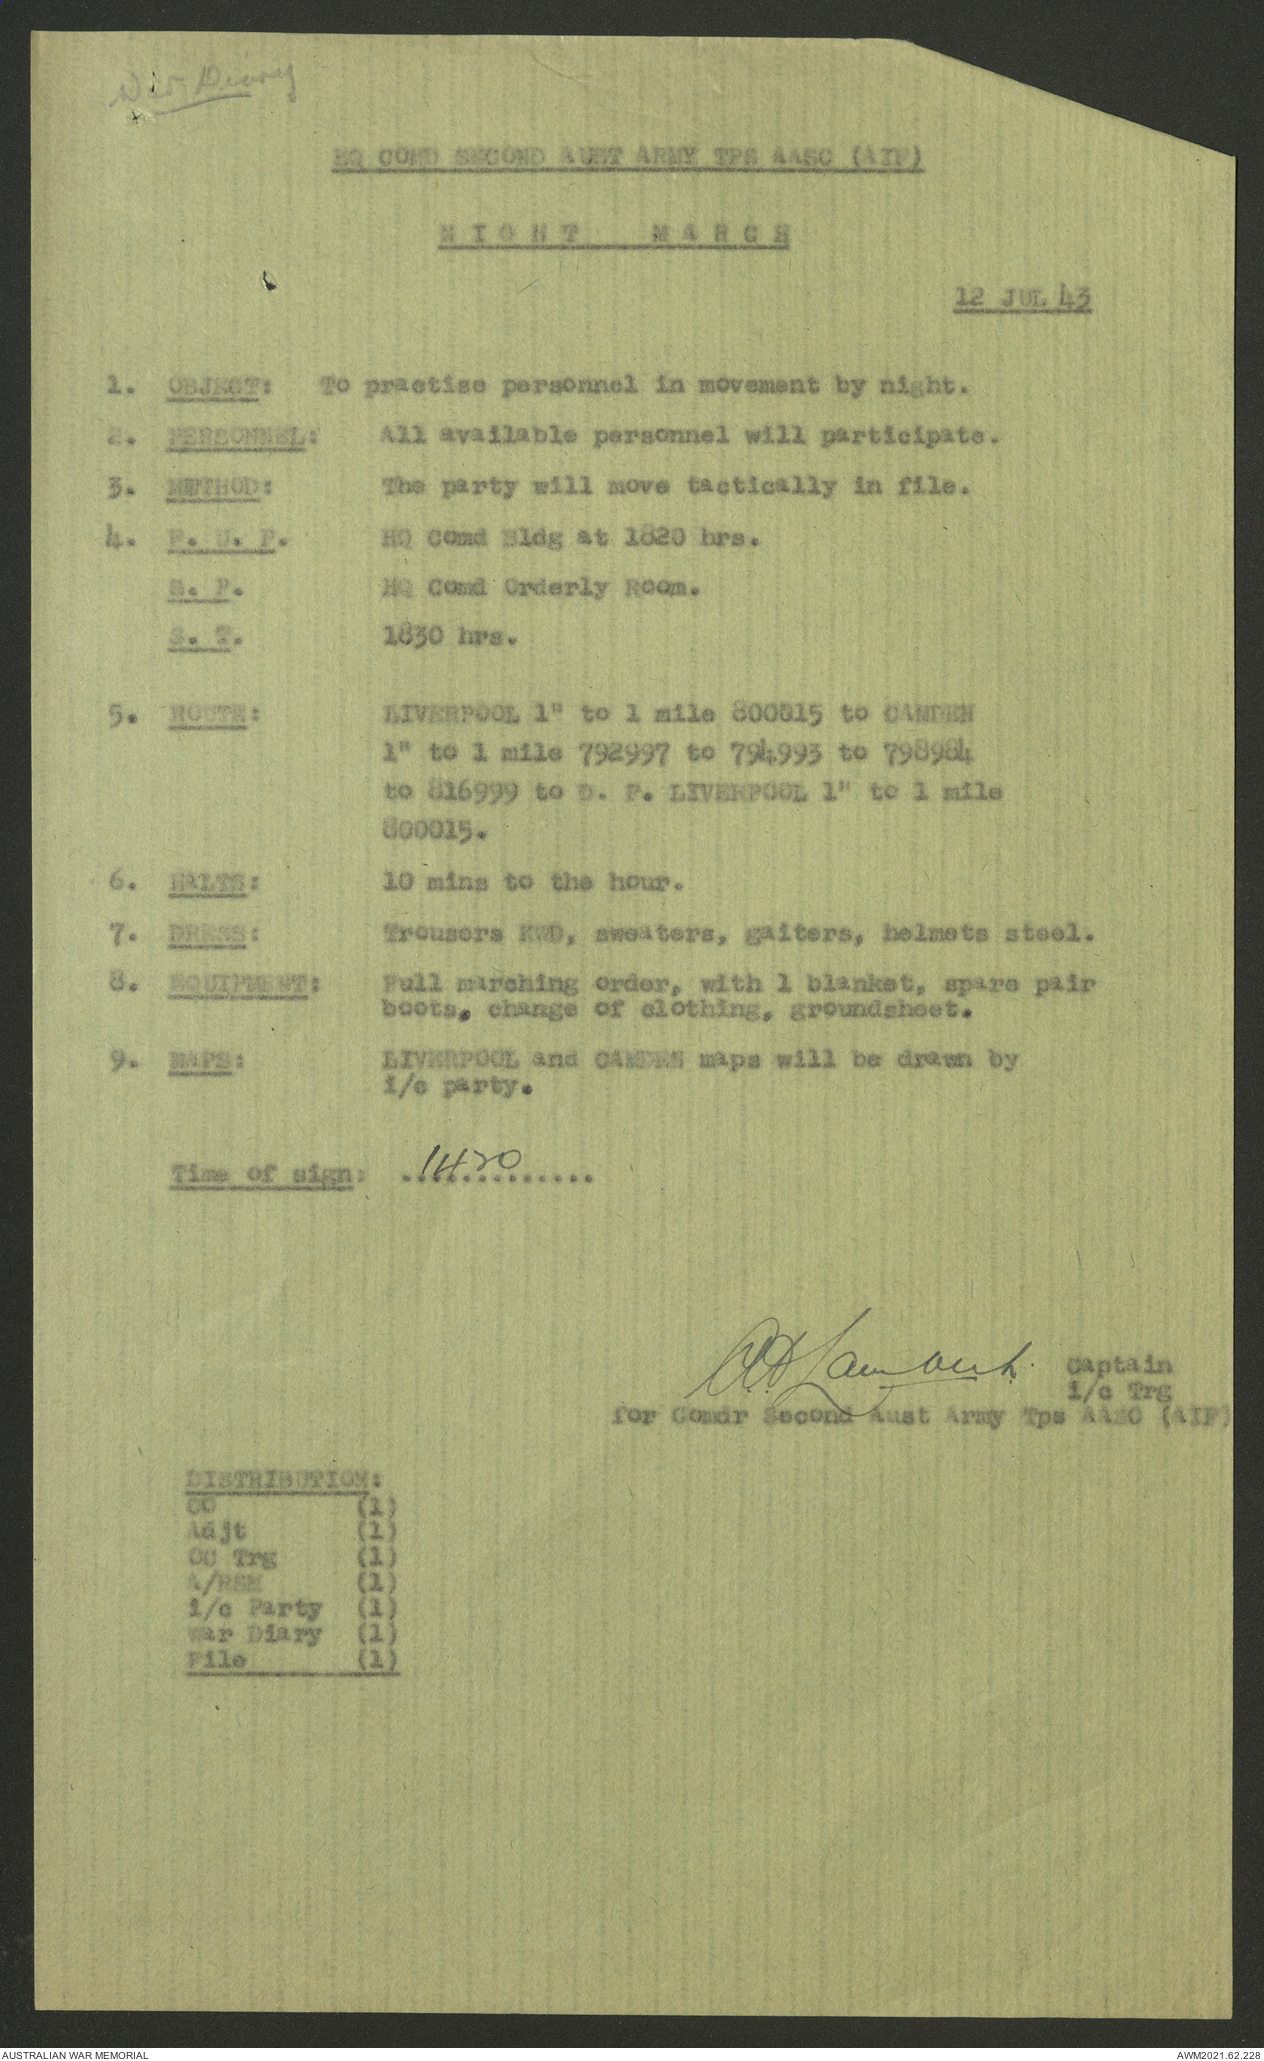 War Diary
HQ COMD SECOND AUST ARMY TPS AASC (AIF)
NIGHT MARCH
12 JUL 43
1. OBJECT: To practise personnel in movement by night.
2. PERSONNEL: All available personnel will participate.
3. METHOD: The party will move tactically in file.
4. F. U. P. HQ Comd Bldg at 1820 hrs.
S. P. HQ Comd Orderly Room.
S. T. 1830 hrs.
5. ROUTE: LIVERPOOL 1" to 1 mile 800015 to CAMDEN
1" to 1 mile 792997 to 794993 to 798984
to 816999 to D. P. LIVERPOOL 1" to 1 mile
800015.
6. HALTS: 10 mins to the hour.
7. DRESS: Trousers KWD, sweaters, gaiters, helmets steel.
8. EQUIPMENT: Full marching order, with 1 blanket, spare pair
boots, change of clothing, groundsheet.
9. MAPS: LIVERPOOL and CAMDEN maps will be drawn by
i/c party.
Time of sign: 1420.............
Lambert. Captain
i/c Trg
for Comdr Second Aust Army Tps AASC (AIF)
DISTRIBUTION:
CO (1)
Adjt (1)
OC Trg (1)
A/RSM (1)
i/c Party (1)
War Diary (1)
File (1)
AUSTRALIAN WAR MEMORIAL AWM2021.62.228